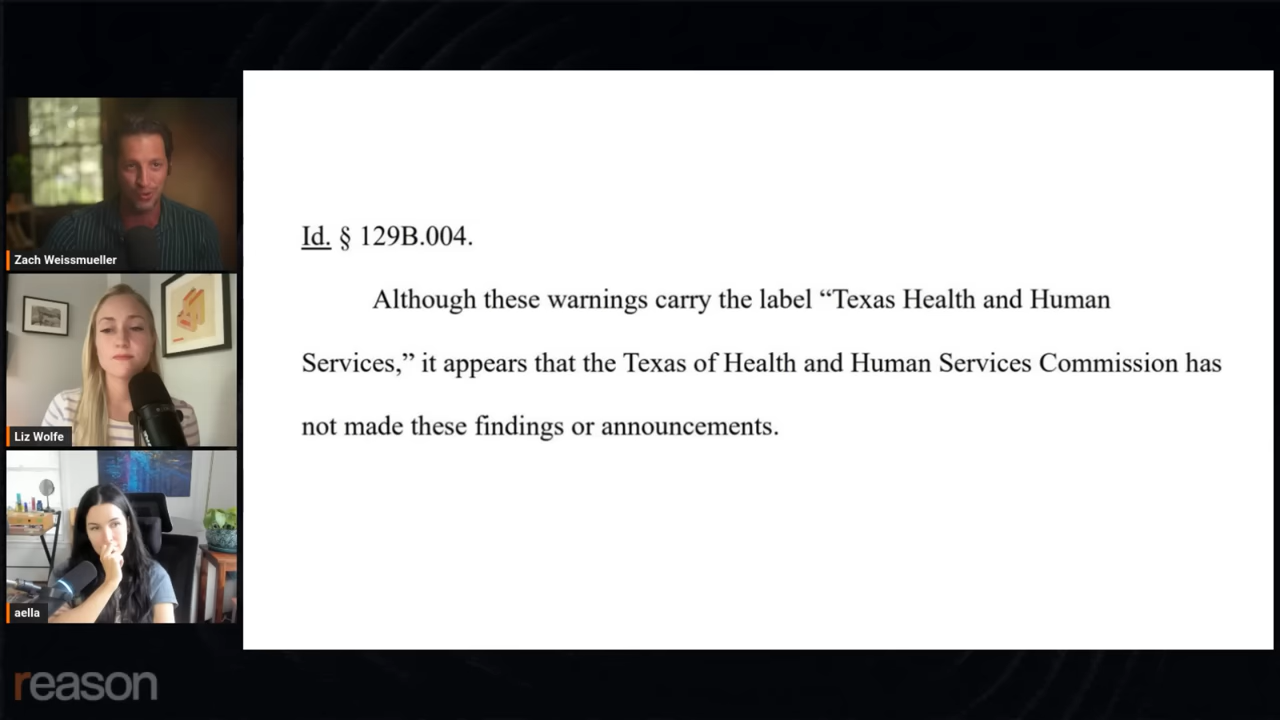 Zach Weissmueller
Liz Wolfe
aella
reason
Id. § 129B.004.
Although these warnings carry the label “Texas Health and Human
Services,” it appears that the Texas of Health and Human Services Commission has
not made these findings or announcements.